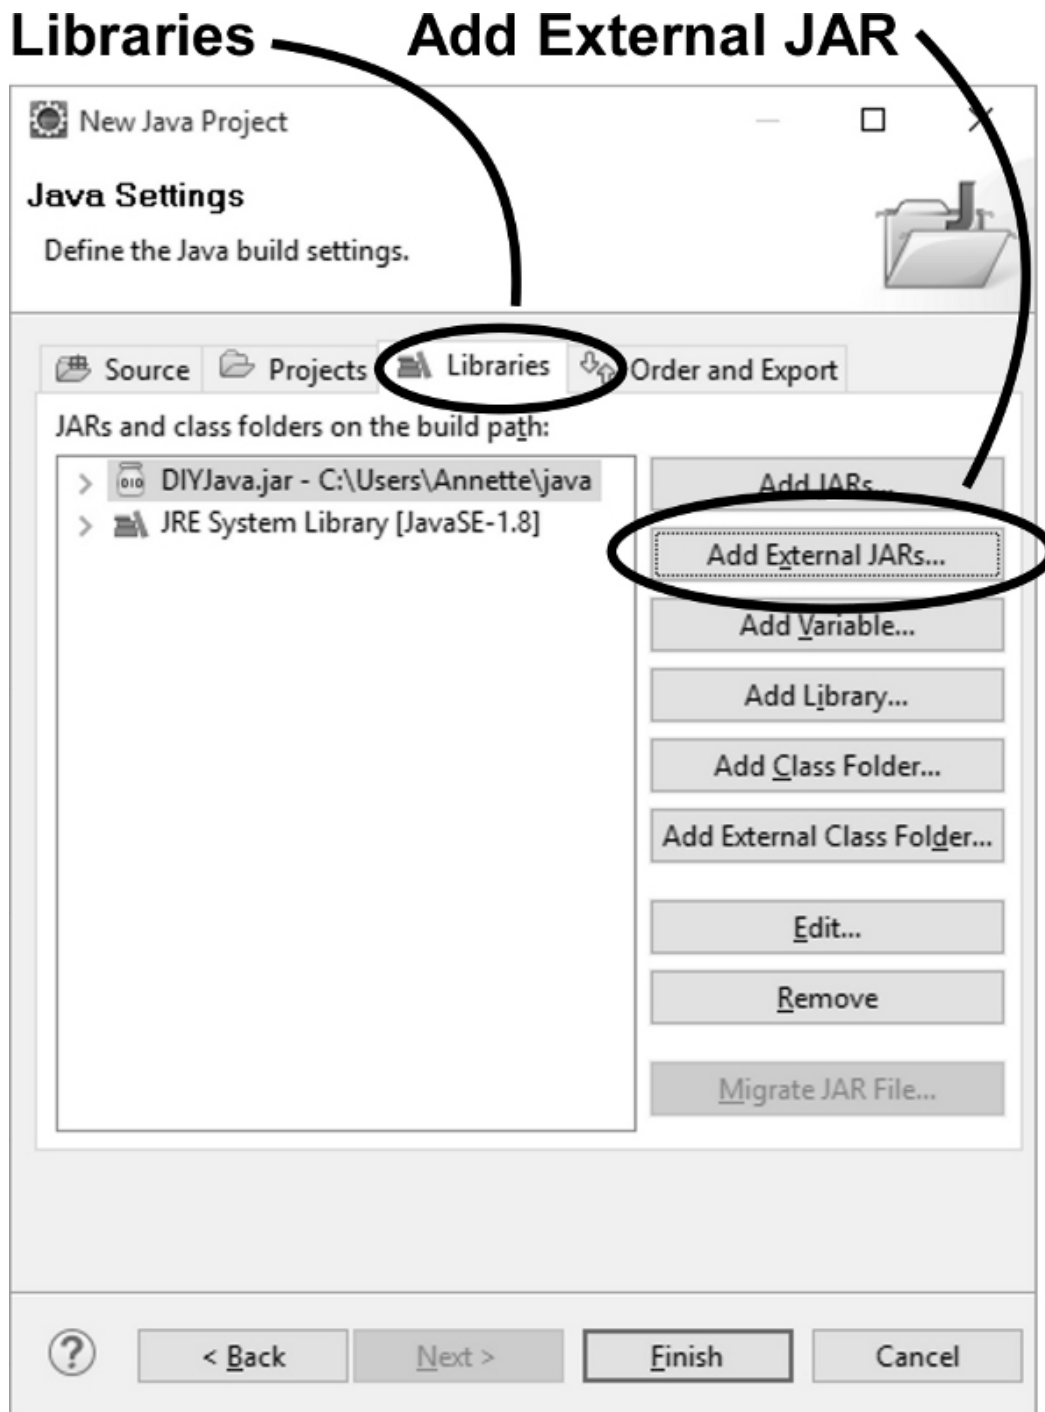 Libraries Add External JAR
New Java Project
Java Settings
Define the Java build settings.
Source Projects Libraries Order and Export
JARs and class folders on the build path:
DIYJava.jar - C:\Users\Annette\java
JRE System Library [JavaSE-1.8]
Add JARs...
Add External JARs...
Add Variable...
Add Library...
Add Class Folder...
Add External Class Folder...
Edit...
Remove
Migrate JAR File...
? < Back Next > Finish Cancel